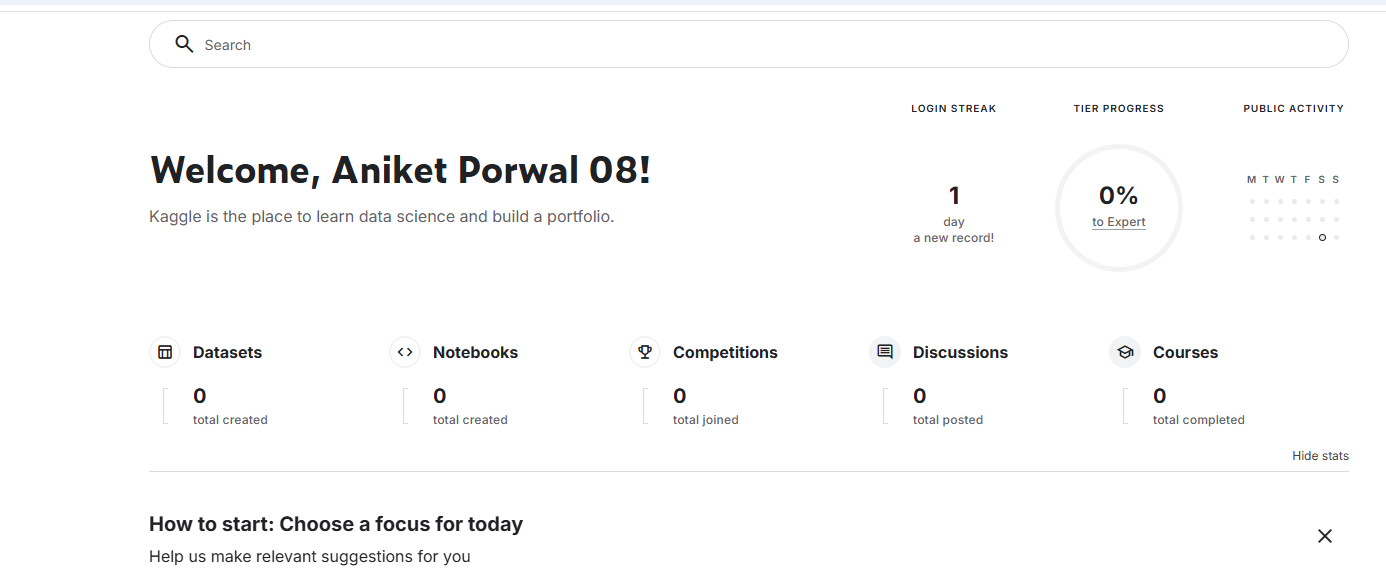 Search
LOGIN STREAK
TIER PROGRESS
PUBLIC ACTIVITY
Welcome, Aniket Porwal 08!
Kaggle is the place to learn data science and build a portfolio.
1
day
a new record!
0%
to Expert
M T W T F S S
Datasets
0
total created
Notebooks
0
total created
Competitions
0
total joined
Discussions
0
total posted
Courses
0
total completed
Hide stats
How to start: Choose a focus for today
Help us make relevant suggestions for you